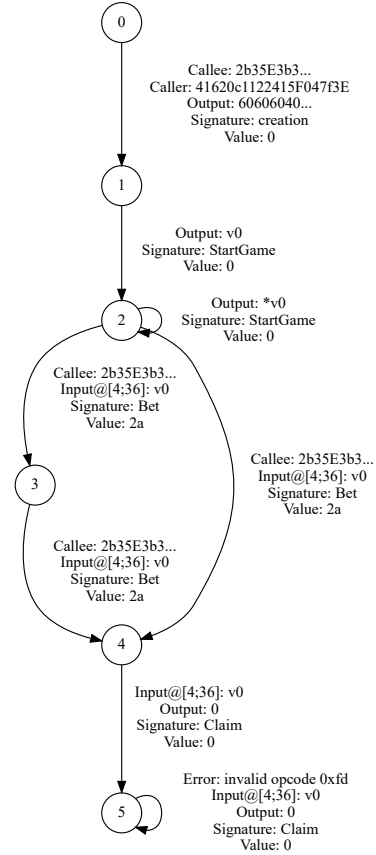 0
Callee: 2b35E3b3...
Caller: 41620c1122415F047f3E
Output: 60606040...
Signature: creation
Value: 0
1
Output: v0
Signature: StartGame
Value: 0
2
Output: *v0
Signature: StartGame
Value: 0
Callee: 2b35E3b3...
Input@[4;36]: v0
Signature: Bet
Value: 2a
Callee: 2b35E3b3...
Input@[4;36]: v0
Signature: Bet
Value: 2a
3
Callee: 2b35E3b3...
Input@[4;36]: v0
Signature: Bet
Value: 2a
4
Input@[4;36]: v0
Output: 0
Signature: Claim
Value: 0
5
Error: invalid opcode 0xfd
Input@[4;36]: v0
Output: 0
Signature: Claim
Value: 0